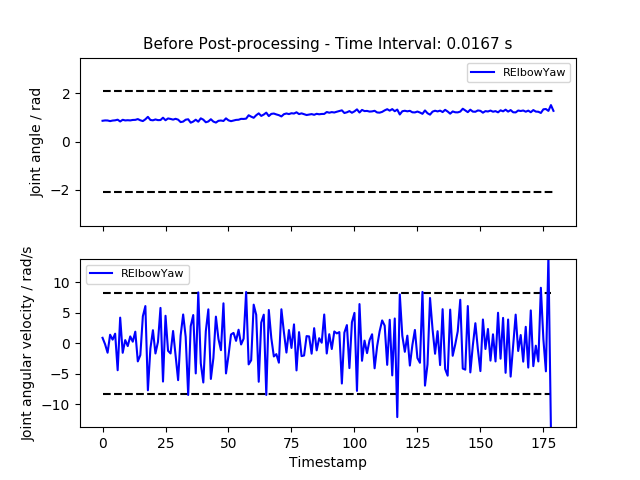 Before Post-processing - Time Interval: 0.0167 s
Joint angle / rad
2
0
−2
RElbowYaw
Joint angular velocity / rad/s
10
5
0
−5
−10
RElbowYaw
0 25 50 75 100 125 150 175
Timestamp